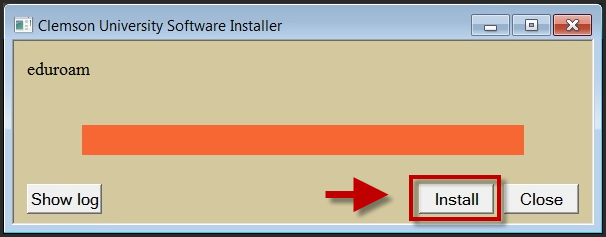 Clemson University Software Installer
eduroam
Show log
Install
Close